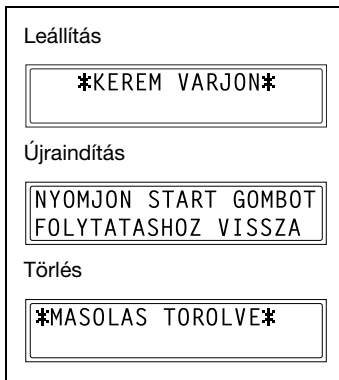 Leállítás
*KEREM VARJON*
Újraindítás
NYOMJON START GOMBOT
FOLYTATASHOZ VISSZA
Törlés
*MASOLAS TOROLVE*